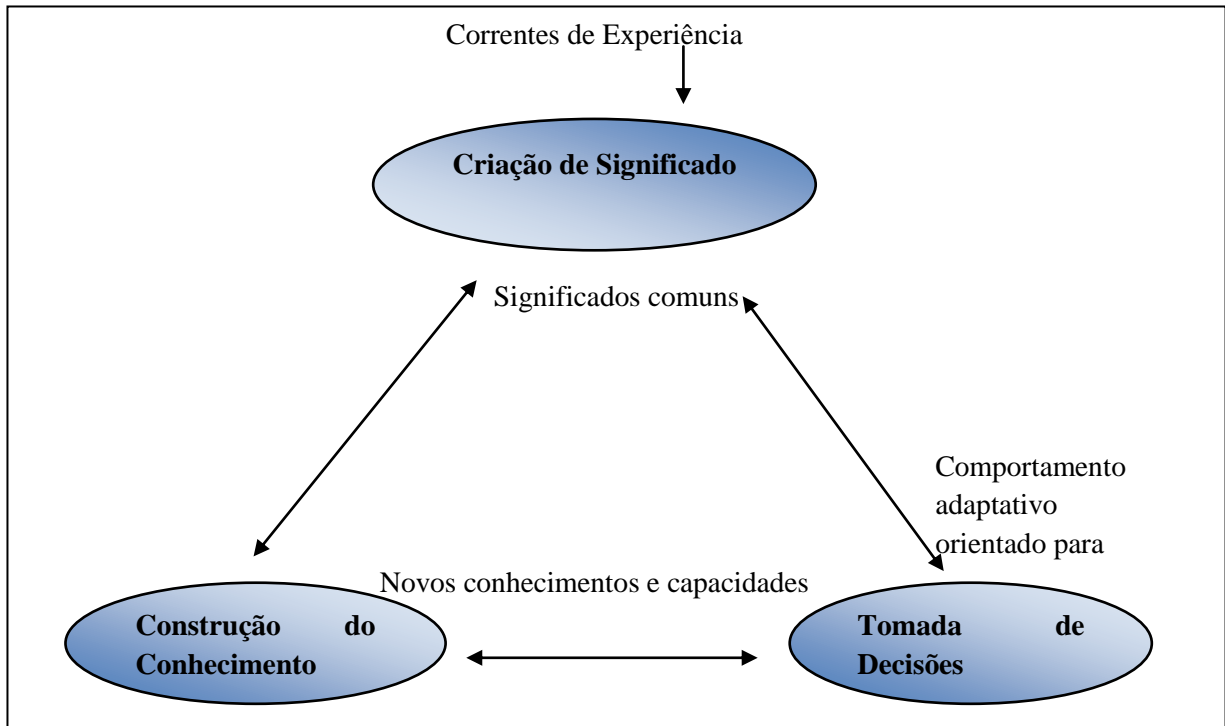 Correntes de Experiência
Criação de Significado
Significados comuns
Comportamento
adaptativo
orientado para
Novos conhecimentos e capacidades
Construção do
Conhecimento
Tomada de
Decisões